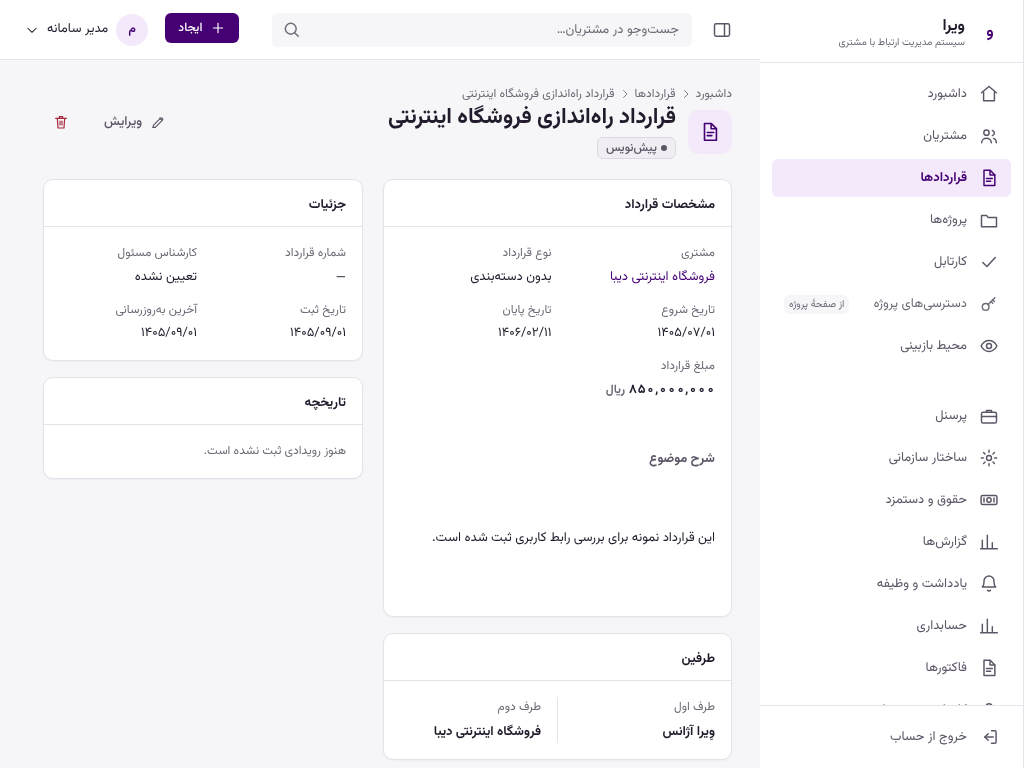 و
ویرا
سیستم مدیریت ارتباط با مشتری
داشبورد
مشتریان
قراردادها
پروژه‌ها
کارتابل
دسترسی‌های پروژه
از صفحهٔ پروژه
محیط بازبینی
پرسنل
ساختار سازمانی
حقوق و دستمزد
گزارش‌ها
یادداشت و وظیفه
حسابداری
فاکتورها
خروج از حساب
جست‌وجو در مشتریان...
ایجاد
م
مدیر سامانه
داشبورد
قراردادها
قرارداد راه‌اندازی فروشگاه اینترنتی
قرارداد راه‌اندازی فروشگاه اینترنتی
پیش‌نویس
ویرایش
مشخصات قرارداد
مشتری
نوع قرارداد
فروشگاه اینترنتی دیبا
بدون دسته‌بندی
تاریخ شروع
تاریخ پایان
۱۴۰۵/۰۷/۰۱
۱۴۰۶/۰۲/۱۱
مبلغ قرارداد
۸۵۰,۰۰۰,۰۰۰ ریال
شرح موضوع
این قرارداد نمونه برای بررسی رابط کاربری ثبت شده است.
طرفین
طرف اول
طرف دوم
وِیرا آژانس
فروشگاه اینترنتی دیبا
جزئیات
شماره قرارداد
کارشناس مسئول
—
تعیین نشده
تاریخ ثبت
آخرین به‌روزرسانی
۱۴۰۵/۰۹/۰۱
۱۴۰۵/۰۹/۰۱
تاریخچه
هنوز رویدادی ثبت نشده است.